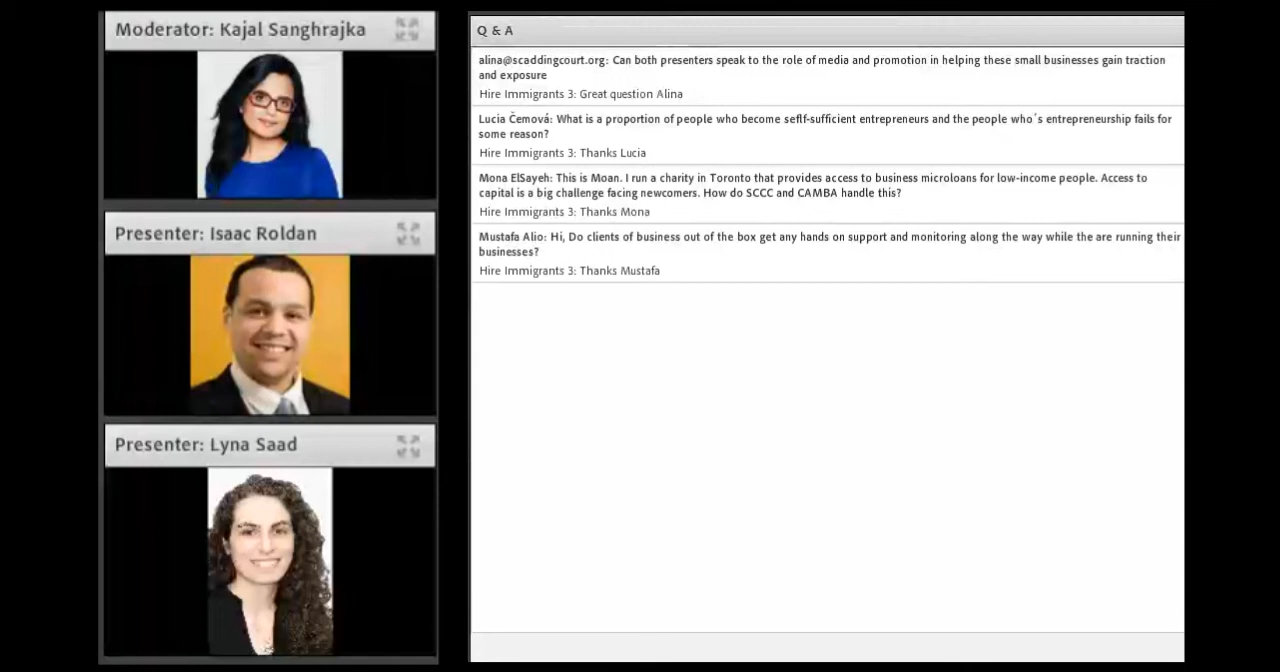 Moderator: Kajal Sanghrajka
Presenter: Isaac Roldan
Presenter: Lyna Saad
Q & A
alina@scaddingcourt.org: Can both presenters speak to the role of media and promotion in helping these small businesses gain traction
and exposure
Hire Immigrants 3: Great question Alina
Lucia Čemová: What is a proportion of people who become seflf-sufficient entrepreneurs and the people who´s entrepreneurship fails for
some reason?
Hire Immigrants 3: Thanks Lucia
Mona ElSayeh: This is Moan. I run a charity in Toronto that provides access to business microloans for low-income people. Access to
capital is a big challenge facing newcomers. How do SCCC and CAMBA handle this?
Hire Immigrants 3: Thanks Mona
Mustafa Alio: Hi, Do clients of business out of the box get any hands on support and monitoring along the way while the are running their
businesses?
Hire Immigrants 3: Thanks Mustafa